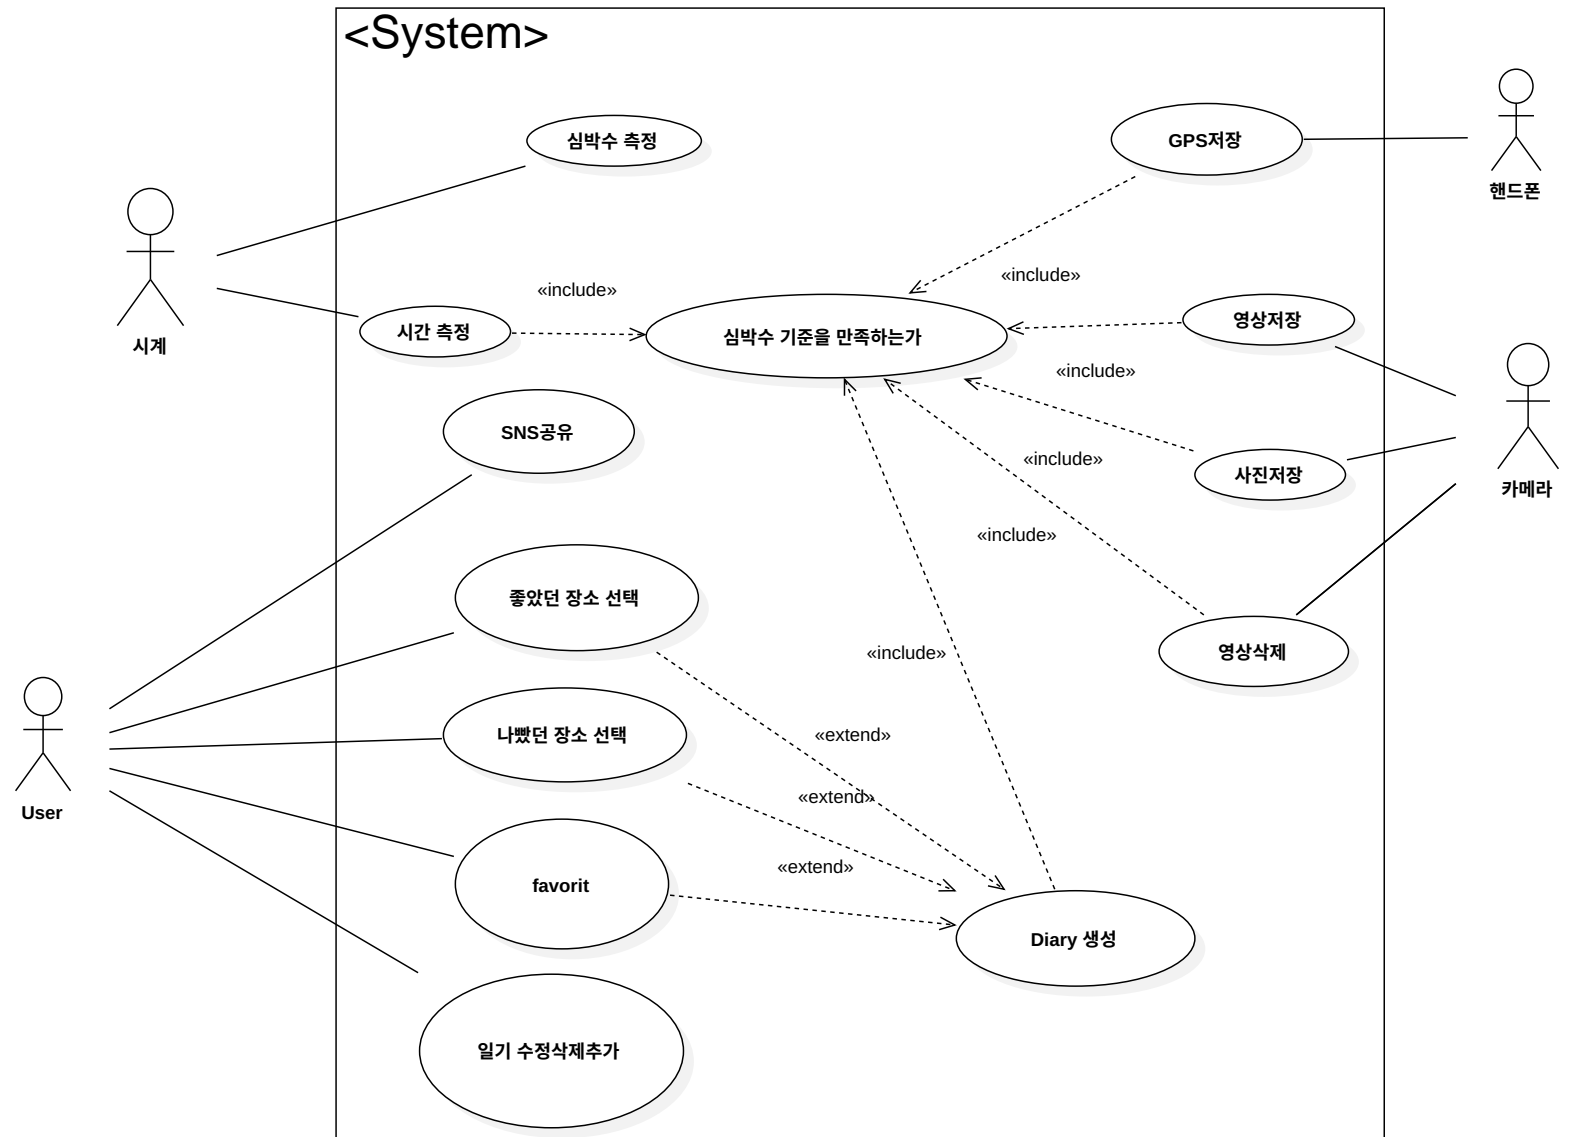 <System>
심박수 측정
GPS저장
핸드폰
«include»
«include»
시계
시간 측정
심박수 기준을 만족하는가
영상저장
«include»
SNS공유
«include»
사진저장
카메라
«include»
좋았던 장소 선택
«include»
영상삭제
나빴던 장소 선택
«extend»
«extend»
User
«extend»
favorit
Diary 생성
일기 수정삭제추가